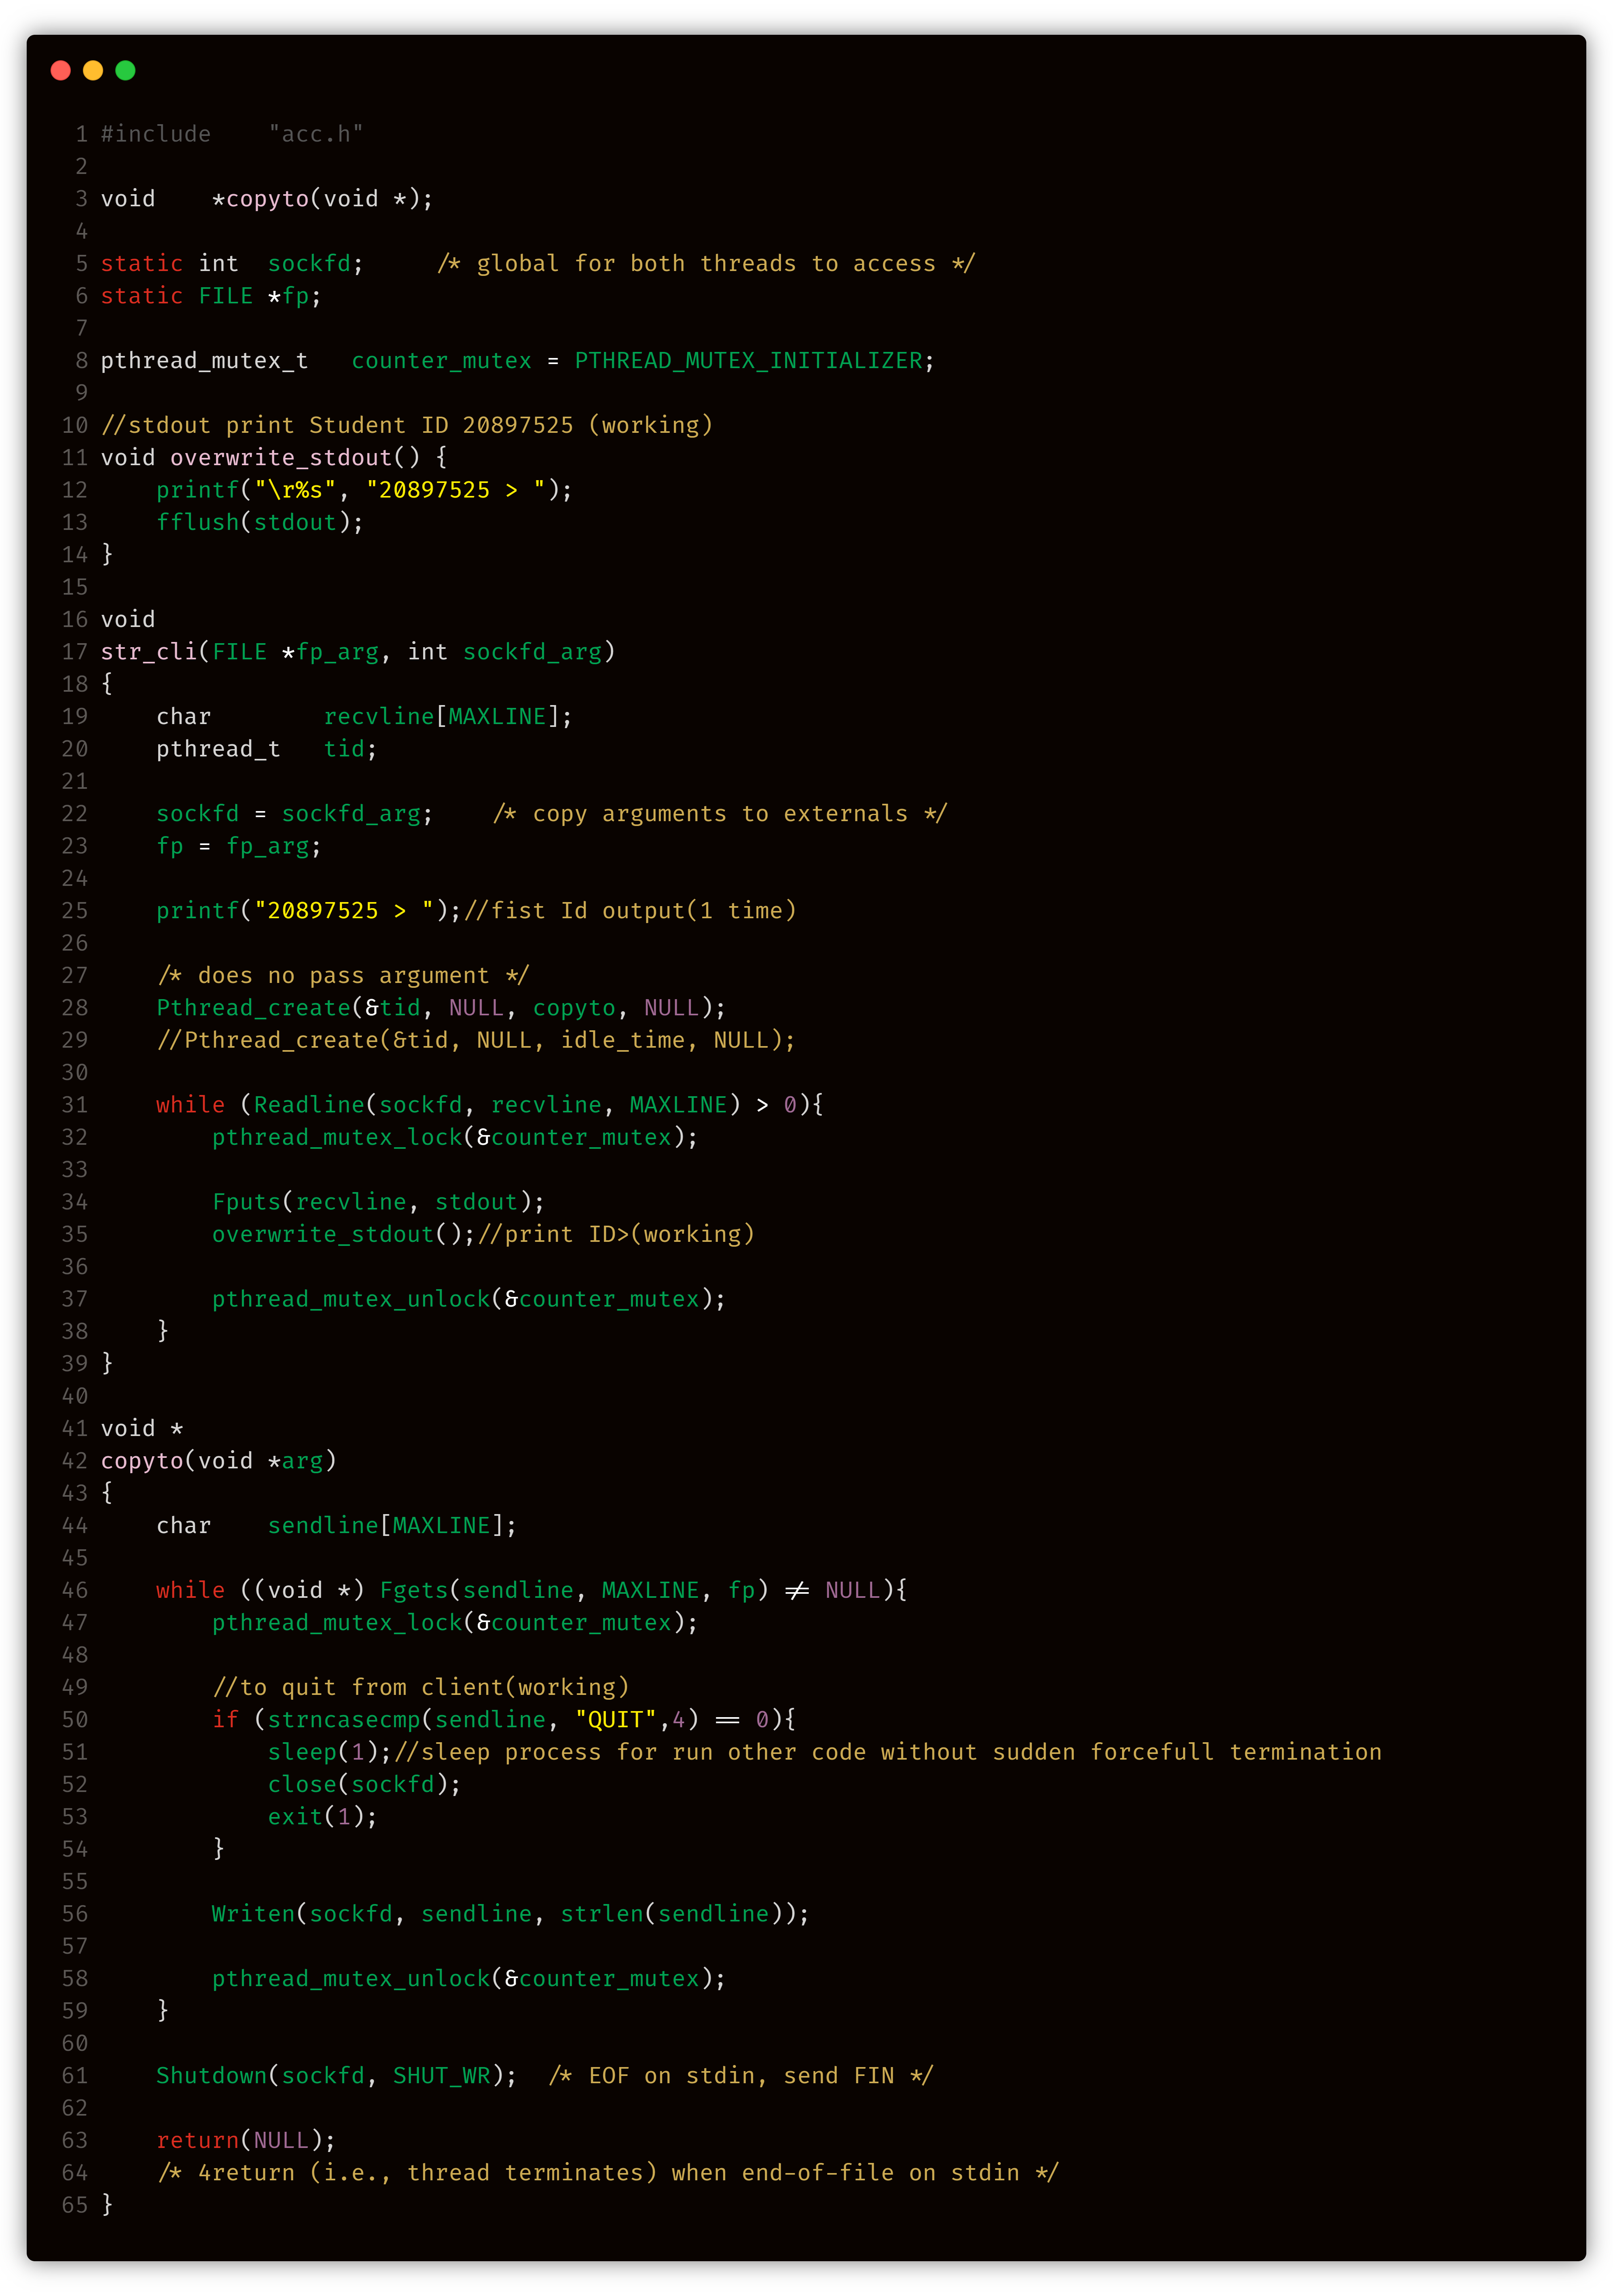 1 #include    "acc.h"
2
3 void    *copyto(void *);
4
5 static int  sockfd;     /* global for both threads to access */
6 static FILE *fp;
7
8 pthread_mutex_t   counter_mutex = PTHREAD_MUTEX_INITIALIZER;
9
10 //stdout print Student ID 20897525 (working)
11 void overwrite_stdout() {
12     printf("\r%s", "20897525 > ");
13     fflush(stdout);
14 }
15
16 void
17 str_cli(FILE *fp_arg, int sockfd_arg)
18 {
19     char        recvline[MAXLINE];
20     pthread_t   tid;
21
22     sockfd = sockfd_arg;    /* copy arguments to externals */
23     fp = fp_arg;
24
25     printf("20897525 > ");//fist Id output(1 time)
26
27     /* does no pass argument */
28     Pthread_create(&tid, NULL, copyto, NULL);
29     //Pthread_create(&tid, NULL, idle_time, NULL);
30
31     while (Readline(sockfd, recvline, MAXLINE) > 0){
32         pthread_mutex_lock(&counter_mutex);
33
34         Fputs(recvline, stdout);
35         overwrite_stdout();//print ID>(working)
36
37         pthread_mutex_unlock(&counter_mutex);
38     }
39 }
40
41 void *
42 copyto(void *arg)
43 {
44     char    sendline[MAXLINE];
45
46     while ((void *) Fgets(sendline, MAXLINE, fp) != NULL){
47         pthread_mutex_lock(&counter_mutex);
48
49         //to quit from client(working)
50         if (strncasecmp(sendline, "QUIT",4) == 0){
51             sleep(1);//sleep process for run other code without sudden forcefull termination
52             close(sockfd);
53             exit(1);
54         }
55
56         Writen(sockfd, sendline, strlen(sendline));
57
58         pthread_mutex_unlock(&counter_mutex);
59     }
60
61     Shutdown(sockfd, SHUT_WR);  /* EOF on stdin, send FIN */
62
63     return(NULL);
64     /* 4return (i.e., thread terminates) when end-of-file on stdin */
65 }